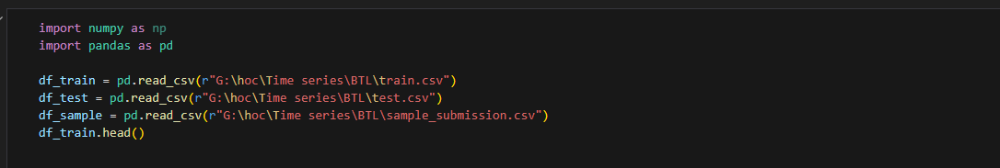 import numpy as np
import pandas as pd
df_train = pd.read_csv(r"G:\hoc\Time series\BTL\train.csv")
df_test = pd.read_csv(r"G:\hoc\Time series\BTL\test.csv")
df_sample = pd.read_csv(r"G:\hoc\Time series\BTL\sample_submission.csv")
df_train.head()